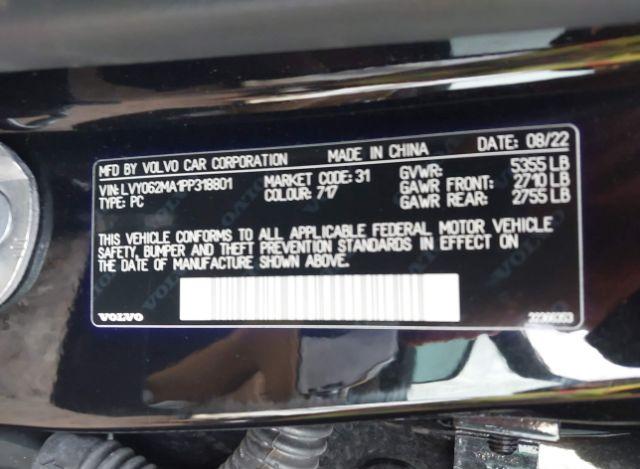 MFD BY VOLVO CAR CORPORATION MADE IN CHINA DATE: 08/22
VIN: LVY062MA1PP318801 MARKET CODE: 31 GVWR: 5355 LB
TYPE: PC COLOUR: 717 GAWR FRONT: 2710 LB
GAWR REAR: 2755 LB
THIS VEHICLE CONFORMS TO ALL APPLICABLE FEDERAL MOTOR VEHICLE
SAFETY, BUMPER AND THEFT PREVENTION STANDARDS IN EFFECT ON
THE DATE OF MANUFACTURE SHOWN ABOVE.
VOLVO 32366353